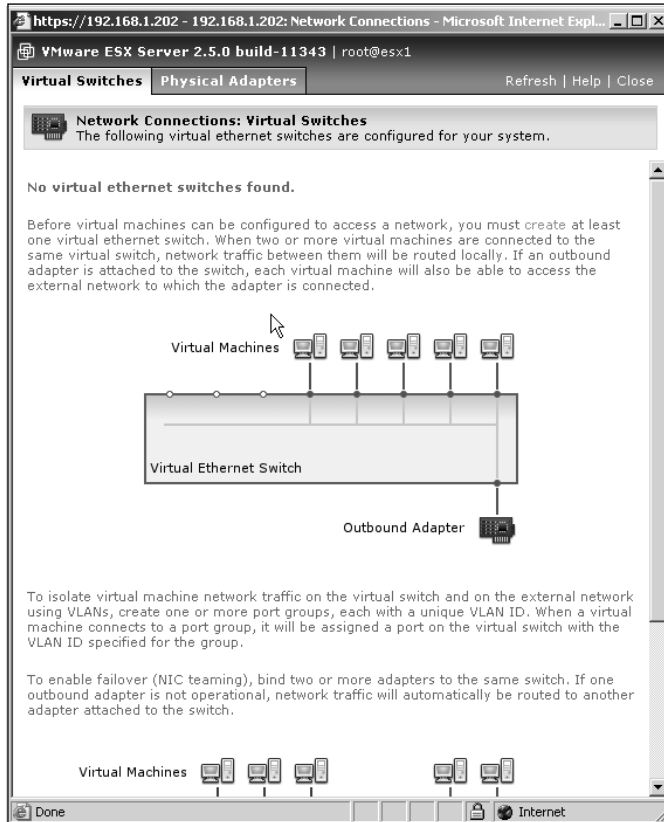 https://192.168.1.202 - 192.168.1.202: Network Connections - Microsoft Internet Expl...
VMware ESX Server 2.5.0 build-11343 | root@esx1
Virtual Switches Physical Adapters Refresh | Help | Close
Network Connections: Virtual Switches
The following virtual ethernet switches are configured for your system.
No virtual ethernet switches found.
Before virtual machines can be configured to access a network, you must create at least
one virtual ethernet switch. When two or more virtual machines are connected to the
same virtual switch, network traffic between them will be routed locally. If an outbound
adapter is attached to the switch, each virtual machine will also be able to access the
external network to which the adapter is connected.
Virtual Machines
Virtual Ethernet Switch
Outbound Adapter
To isolate virtual machine network traffic on the virtual switch and on the external network
using VLANs, create one or more port groups, each with a unique VLAN ID. When a virtual
machine connects to a port group, it will be assigned a port on the virtual switch with the
VLAN ID specified for the group.
To enable failover (NIC teaming), bind two or more adapters to the same switch. If one
outbound adapter is not operational, network traffic will automatically be routed to another
adapter attached to the switch.
Virtual Machines
Done Internet